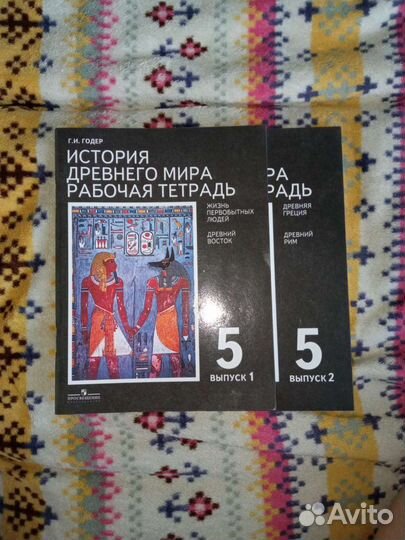 Г.И. ГОДЕР
ИСТОРИЯ
ДРЕВНЕГО МИРА
РАБОЧАЯ ТЕТРАДЬ
ЖИЗНЬ
ПЕРВОБЫТНЫХ
ЛЮДЕЙ
ДРЕВНИЙ
ВОСТОК
5
ВЫПУСК 1
ПРОСВЕЩЕНИЕ
РА
РАДЬ
ДРЕВНЯЯ
ГРЕЦИЯ
ДРЕВНИЙ
РИМ
5
ВЫПУСК 2
Avito